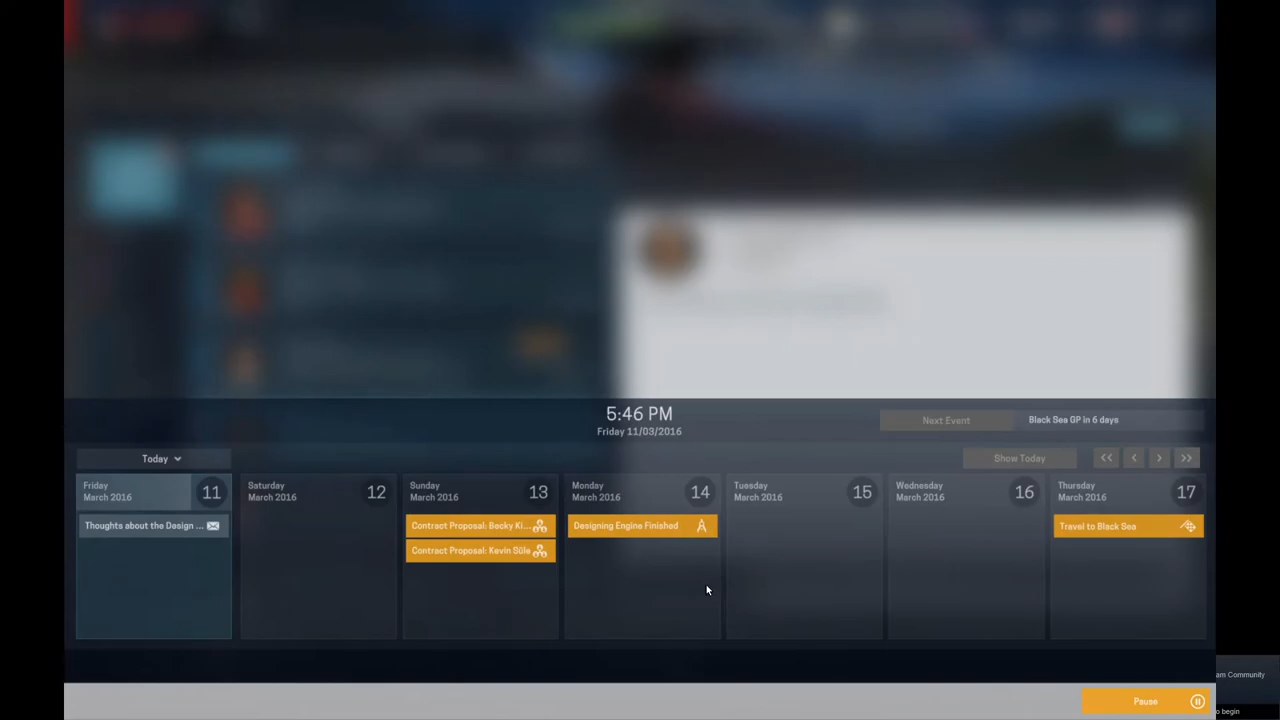 5:46 PM
Friday 11/03/2016
Next Event
Black Sea GP in 6 days
Today
Show Today
Friday
March 2016
11
Saturday
March 2016
12
Sunday
March 2016
13
Monday
March 2016
14
Tuesday
March 2016
15
Wednesday
March 2016
16
Thursday
March 2016
17
Thoughts about the Design ...
Contract Proposal: Becky Ki...
Contract Proposal: Kevin Süle
Designing Engine Finished
Travel to Black Sea
Pause
am Community
o begin